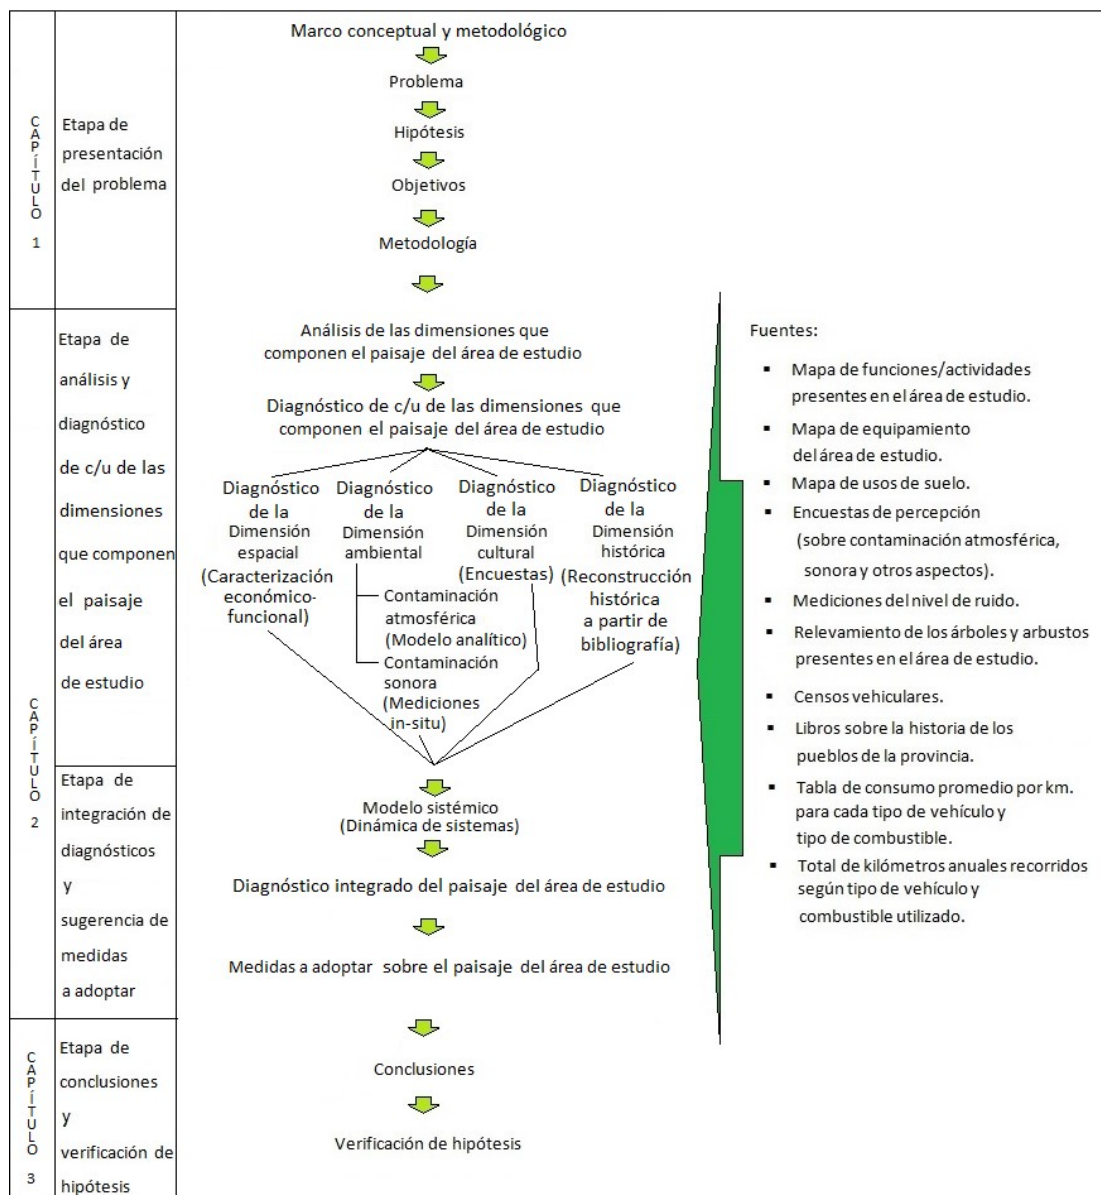 CAPÍTULO 1
Etapa de
presentación
del problema
Marco conceptual y metodológico
Problema
Hipótesis
Objetivos
Metodología
CAPÍTULO 2
Etapa de
análisis y
diagnóstico
de c/u de las
dimensiones
que componen
el paisaje
del área
de estudio
Análisis de las dimensiones que
componen el paisaje del área de estudio
Diagnóstico de c/u de las dimensiones que
componen el paisaje del área de estudio
Diagnóstico
de la
Dimensión
espacial
(Caracterización
económico-
funcional)
Diagnóstico
de la
Dimensión
ambiental
Contaminación
atmosférica
(Modelo analítico)
Contaminación
sonora
(Mediciones
in-situ)
Diagnóstico
de la
Dimensión
cultural
(Encuestas)
Diagnóstico
de la
Dimensión
histórica
(Reconstrucción
histórica
a partir de
bibliografía)
Etapa de
integración de
diagnósticos
y
sugerencia de
medidas
a adoptar
Modelo sistémico
(Dinámica de sistemas)
Diagnóstico integrado del paisaje del área de estudio
Medidas a adoptar sobre el paisaje del área de estudio
Fuentes:
▪ Mapa de funciones/actividades
presentes en el área de estudio.
▪ Mapa de equipamiento
del área de estudio.
▪ Mapa de usos de suelo.
▪ Encuestas de percepción
(sobre contaminación atmosférica,
sonora y otros aspectos).
▪ Mediciones del nivel de ruido.
▪ Relevamiento de los árboles y arbustos
presentes en el área de estudio.
▪ Censos vehiculares.
▪ Libros sobre la historia de los
pueblos de la provincia.
▪ Tabla de consumo promedio por km.
para cada tipo de vehículo y
tipo de combustible.
▪ Total de kilómetros anuales recorridos
según tipo de vehículo y
combustible utilizado.
CAPÍTULO 3
Etapa de
conclusiones
y
verificación de
hipótesis
Conclusiones
Verificación de hipótesis